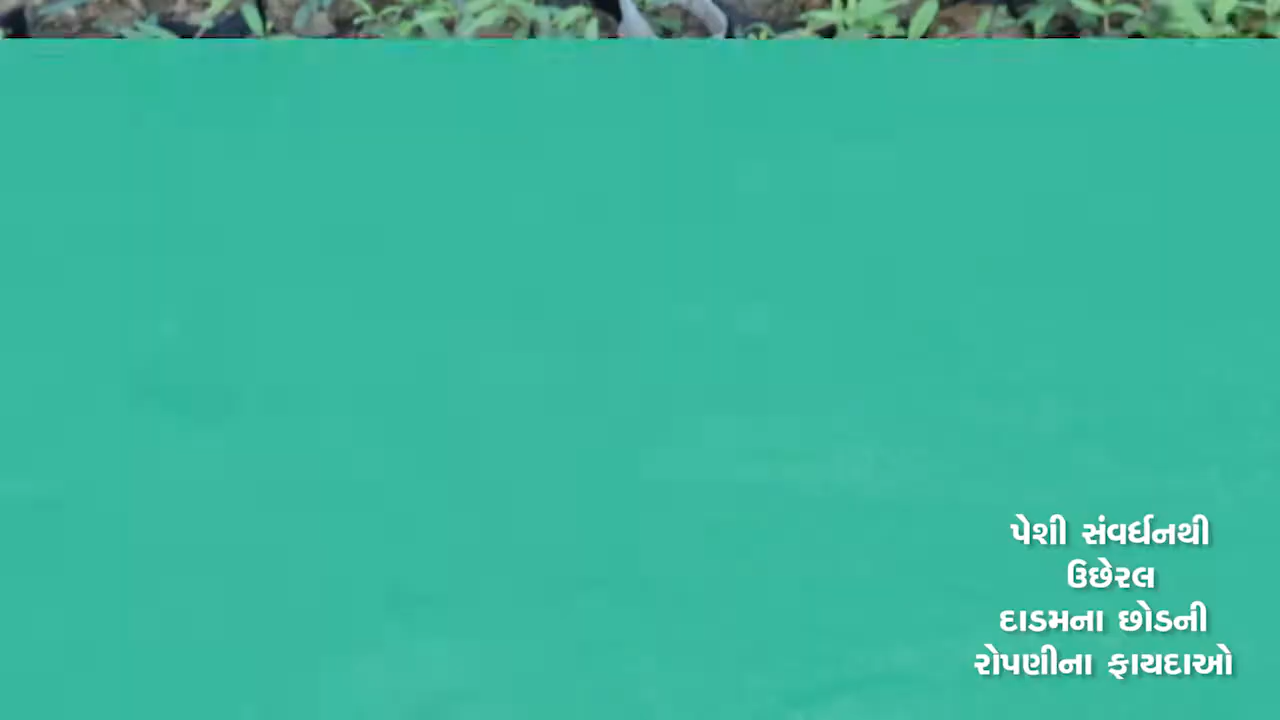 પેશી સંવર્ધનથી
ઉછેરલ
દાડમના છોડની
રોપણીના ફાયદાઓ